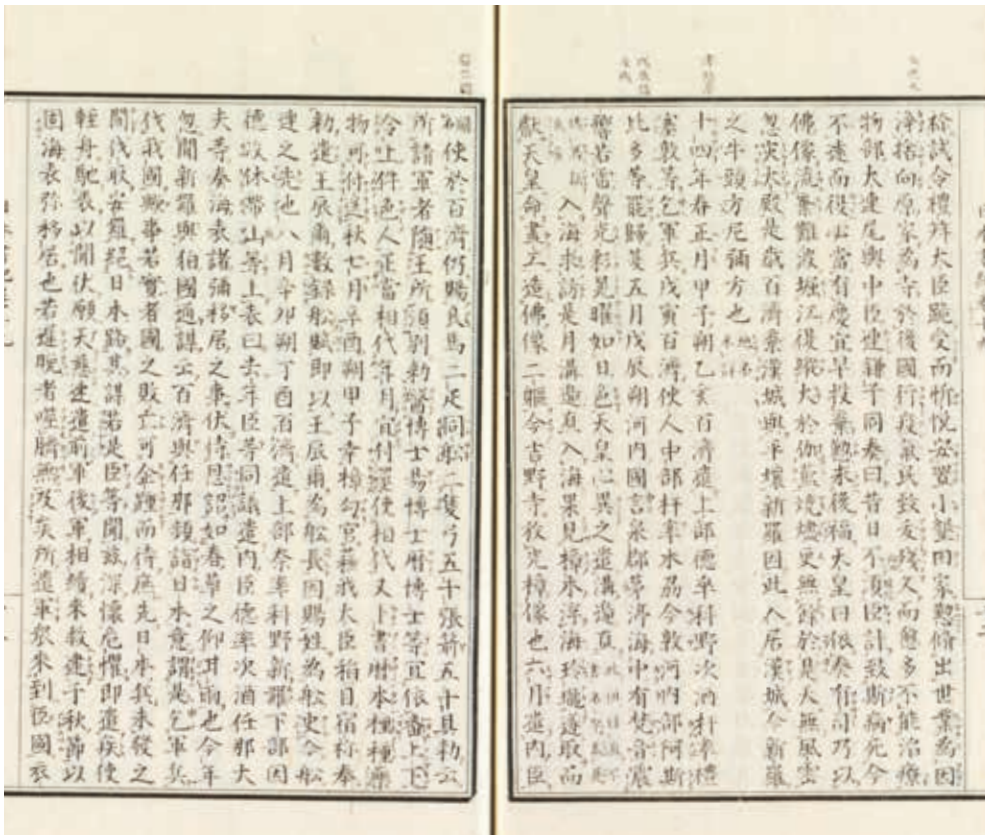 稔試令禮拜大臣跪受而忻悅安置小墾田家懃脩出世業為因
淨捨向原家為寺於後國行疫氣民致夭殘久而愈多不能治療
物部大連尾輿中臣連鎌子同奏曰昔日不須臣計致斯病死今
不遠而復必當有慶宜早投棄懃求後福天皇曰依奏有司乃以
佛像流棄難波堀江復縱火於伽藍燒燼更無餘於是天無風雲
忽災大殿是歲百濟棄漢城與平壤新羅因此入居漢城今新羅
之牛頭方尼彌方也
十四年春正月甲子朔乙亥百濟遣上部德率科野次酒杆率禮
塞敦等乞軍兵戊寅百濟使人中部杆率木刕今敦河內部阿斯
比多等罷歸夏五月戊辰朔河內國言泉郡茅渟海中有梵音震
響若雷聲光彩晃曜如日色天皇心異之遣溝邊直
入海求訪是月溝邊直入海果見樟木浮海玲瓏遂取而
獻天皇命畫工造佛像二軀今吉野寺放光樟像也六月遣內臣
使於百濟仍賜良馬二疋同船二隻弓五十張箭五十具勅云
所請軍者隨王所須別勅醫博士易博士曆博士等宜依番上下
令上件色人正當相代年月宜付還使相代又卜書曆本種種藥
物可付送秋七月辛酉朔甲子幸樟勾宮蘇我大臣稻目宿祢奉
勅遣王辰爾數錄船賦即以王辰爾為船長因賜姓為船史今船
連之先也八月辛卯朔丁酉百濟遣上部奈率科野新羅下部固
德汶休帶山等上表曰去年臣等同議遣內臣德率次酒任那大
夫等奏海表諸彌移居之事伏待恩詔如春草之仰甘雨也今年
忽聞新羅與狛國通謀云百濟與任那頻詣日本意謂是乞軍兵
伐我國歟事若實者國之敗亡可企踵而待庶先日本兵未發之
間伐取安羅絕日本路其謀若是臣等聞茲深懷危懼即遣疾使
輕舟馳表以聞伏願天慈速遣前軍後軍相續來救逮于秋節以
固海表弥移居也若遲晚者噬臍無及矣所遣軍衆來到臣國衣